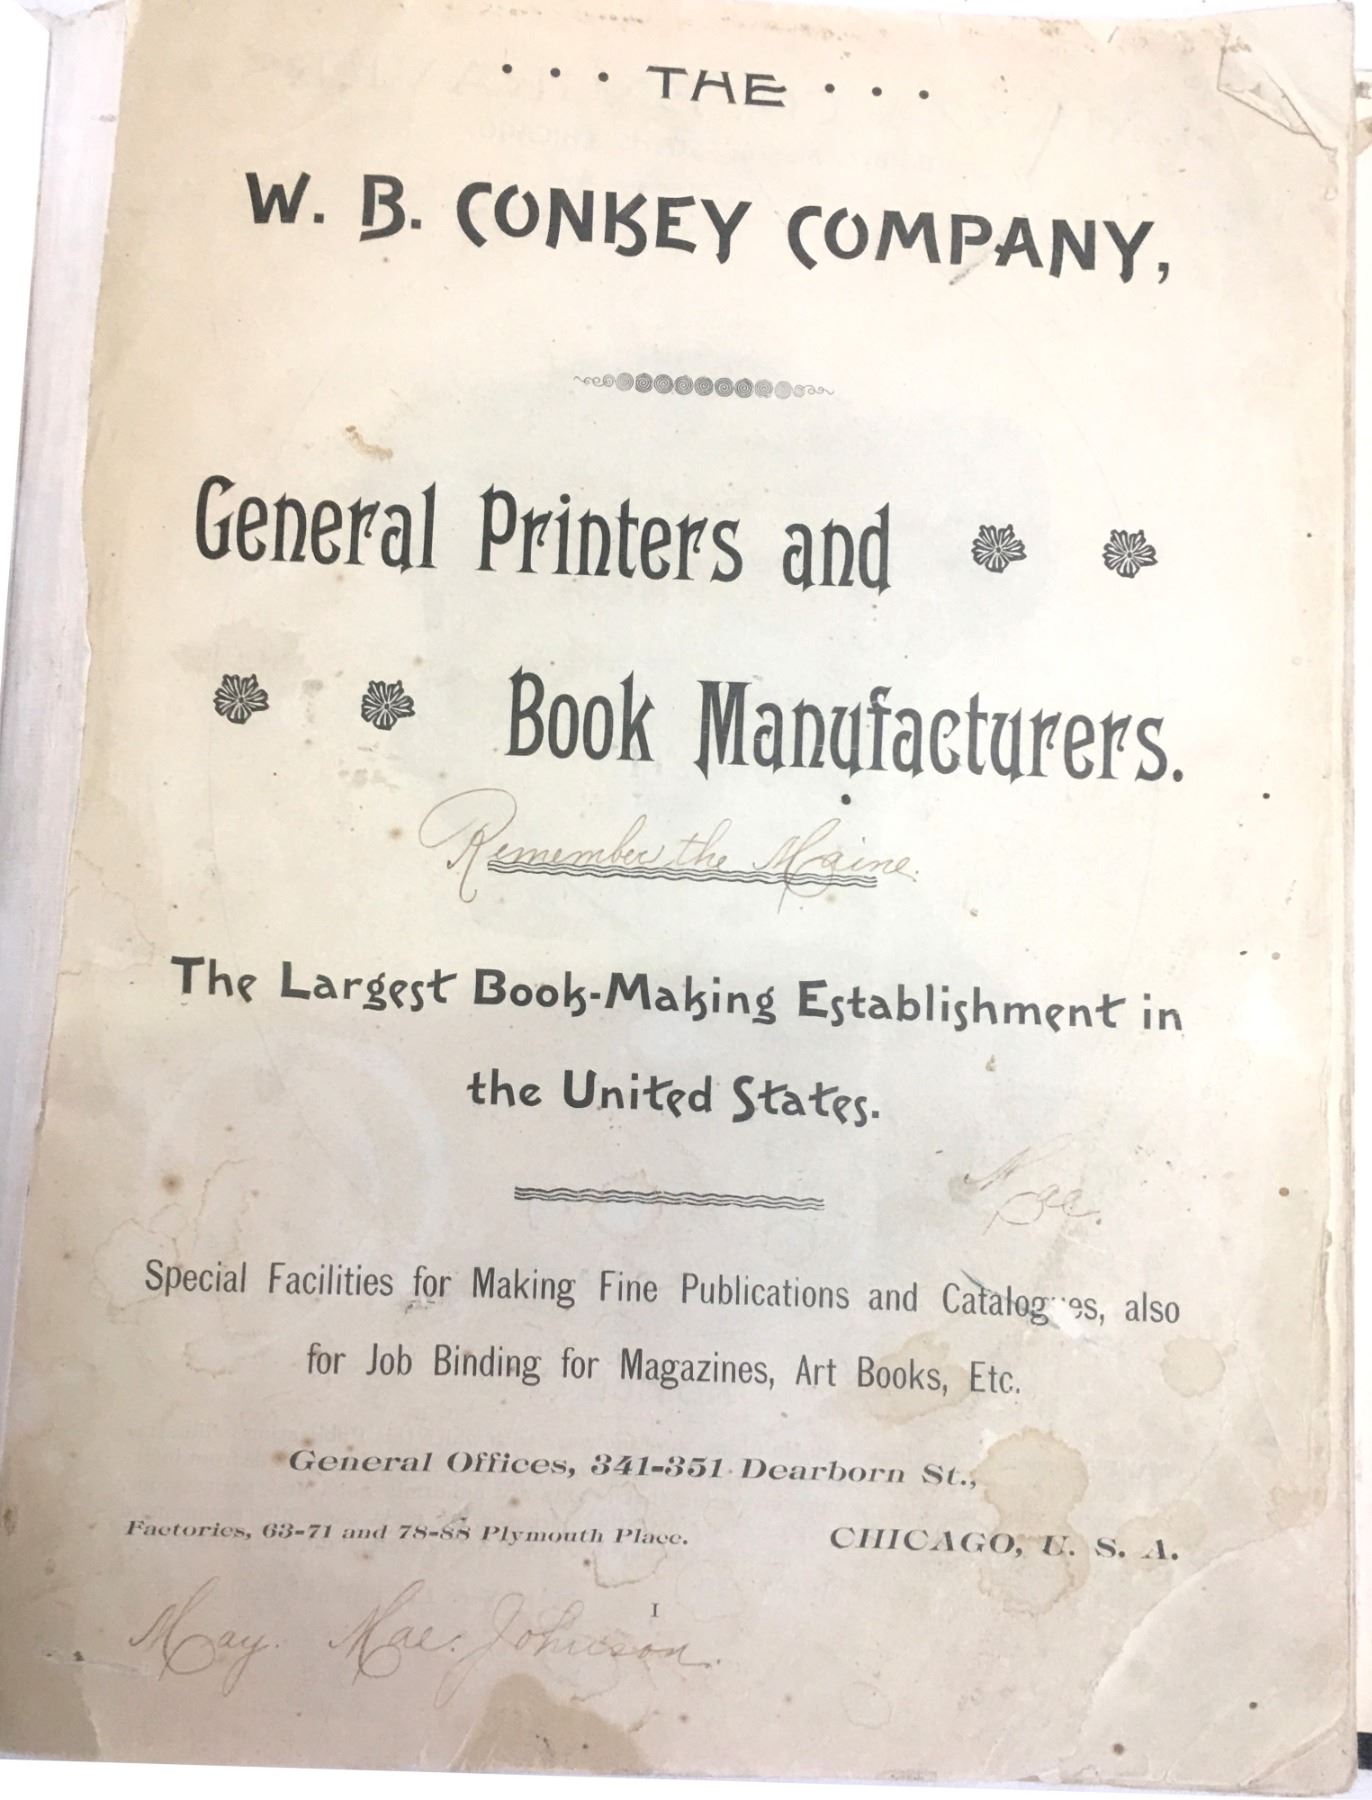 THE
W. B. CONKEY COMPANY,
General Printers and
Book Manufacturers.
Remember the Maine.
The Largest Book-Making Establishment in
the United States.
Mae.
Special Facilities for Making Fine Publications and Catalogues, also
for Job Binding for Magazines, Art Books, Etc.
General Offices, 341-351 Dearborn St.,
Factories, 63-71 and 78-88 Plymouth Place. CHICAGO, U. S. A.
I
May. Mae. Johnson.